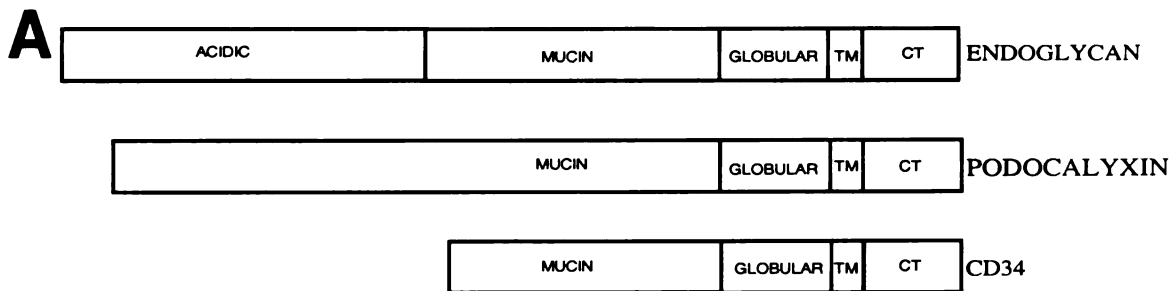 A
ACIDIC MUCIN GLOBULAR TM CT ENDOGLYCAN
MUCIN GLOBULAR TM CT PODOCALYXIN
MUCIN GLOBULAR TM CT CD34